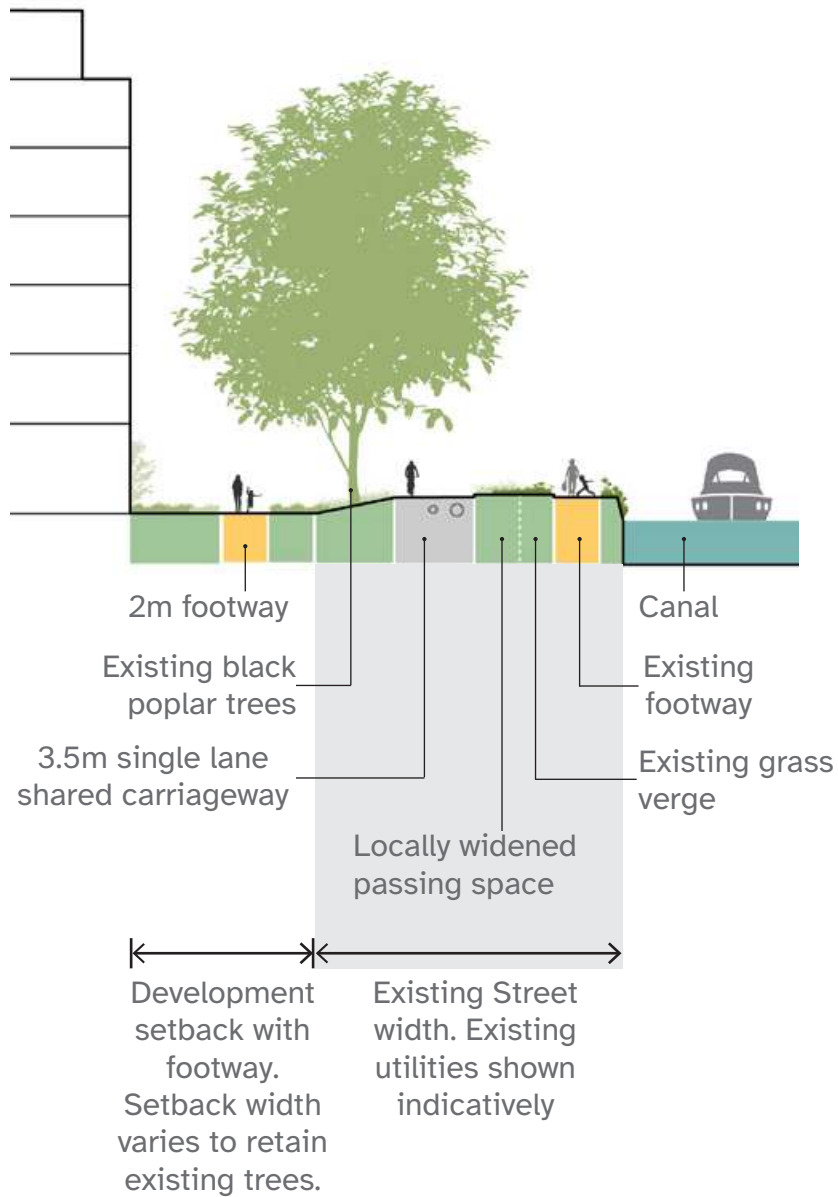 2m footway
Canal
Existing black
poplar trees
Existing
footway
3.5m single lane
shared carriageway
Existing grass
verge
Locally widened
passing space
Development
setback with
footway.
Setback width
varies to retain
existing trees.
Existing Street
width. Existing
utilities shown
indicatively